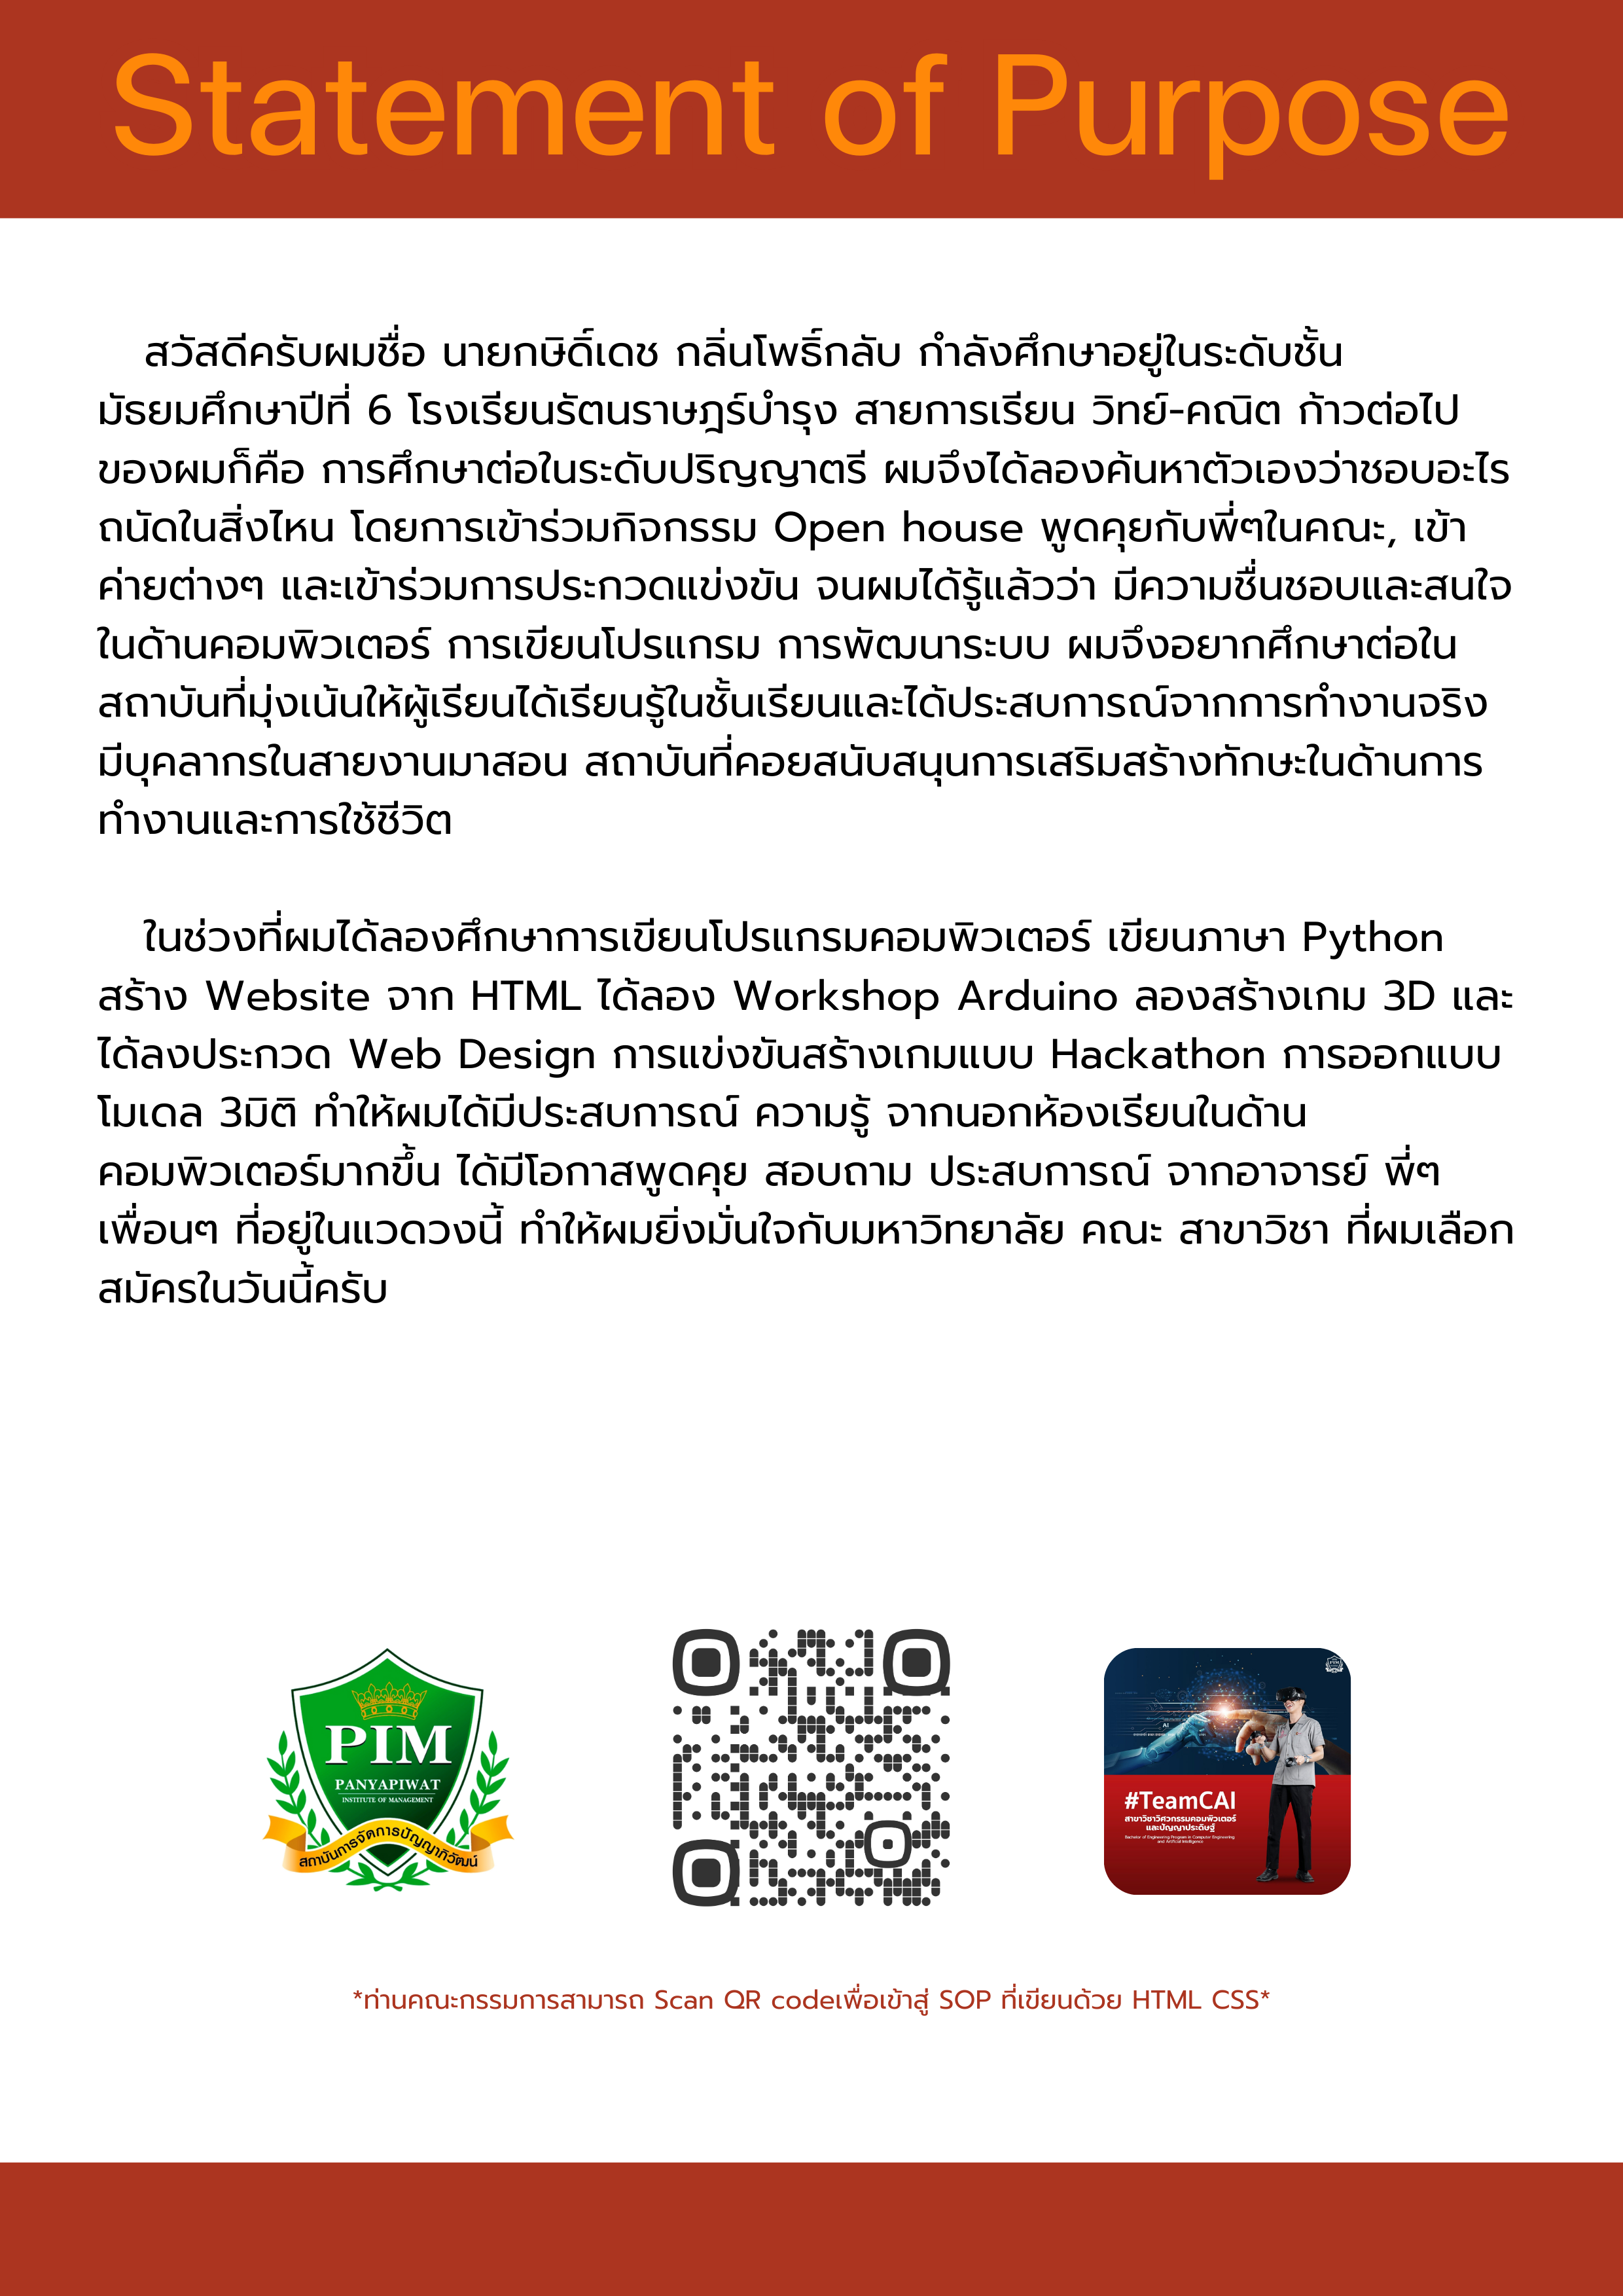 Statement of Purpose
สวัสดีครับผมชื่อ นายกษิดิ์เดช กลิ่นโพธิ์กลับ กำลังศึกษาอยู่ในระดับชั้น
มัธยมศึกษาปีที่ 6 โรงเรียนรัตนราษฎร์บำรุง สายการเรียน วิทย์-คณิต ก้าวต่อไป
ของผมก็คือ การศึกษาต่อในระดับปริญญาตรี ผมจึงได้ลองค้นหาตัวเองว่าชอบอะไร
ถนัดในสิ่งไหน โดยการเข้าร่วมกิจกรรม Open house พูดคุยกับพี่ๆในคณะ, เข้า
ค่ายต่างๆ และเข้าร่วมการประกวดแข่งขัน จนผมได้รู้แล้วว่า มีความชื่นชอบและสนใจ
ในด้านคอมพิวเตอร์ การเขียนโปรแกรม การพัฒนาระบบ ผมจึงอยากศึกษาต่อใน
สถาบันที่มุ่งเน้นให้ผู้เรียนได้เรียนรู้ในชั้นเรียนและได้ประสบการณ์จากการทำงานจริง
มีบุคลากรในสายงานมาสอน สถาบันที่คอยสนับสนุนการเสริมสร้างทักษะในด้านการ
ทำงานและการใช้ชีวิต
ในช่วงที่ผมได้ลองศึกษาการเขียนโปรแกรมคอมพิวเตอร์ เขียนภาษา Python
สร้าง Website จาก HTML ได้ลอง Workshop Arduino ลองสร้างเกม 3D และ
ได้ลงประกวด Web Design การแข่งขันสร้างเกมแบบ Hackathon การออกแบบ
โมเดล 3มิติ ทำให้ผมได้มีประสบการณ์ ความรู้ จากนอกห้องเรียนในด้าน
คอมพิวเตอร์มากขึ้น ได้มีโอกาสพูดคุย สอบถาม ประสบการณ์ จากอาจารย์ พี่ๆ
เพื่อนๆ ที่อยู่ในแวดวงนี้ ทำให้ผมยิ่งมั่นใจกับมหาวิทยาลัย คณะ สาขาวิชา ที่ผมเลือก
สมัครในวันนี้ครับ
PIM
PANYAPIWAT
INSTITUTE OF MANAGEMENT
สถาบันการจัดการปัญญาภิวัฒน์
AI
#TeamCAI
สาขาวิชาวิศวกรรมคอมพิวเตอร์
และปัญญาประดิษฐ์
Bachelor of Engineering Program in Computer Engineering
and Artificial Intelligence
*ท่านคณะกรรมการสามารถ Scan QR codeเพื่อเข้าสู่ SOP ที่เขียนด้วย HTML CSS*